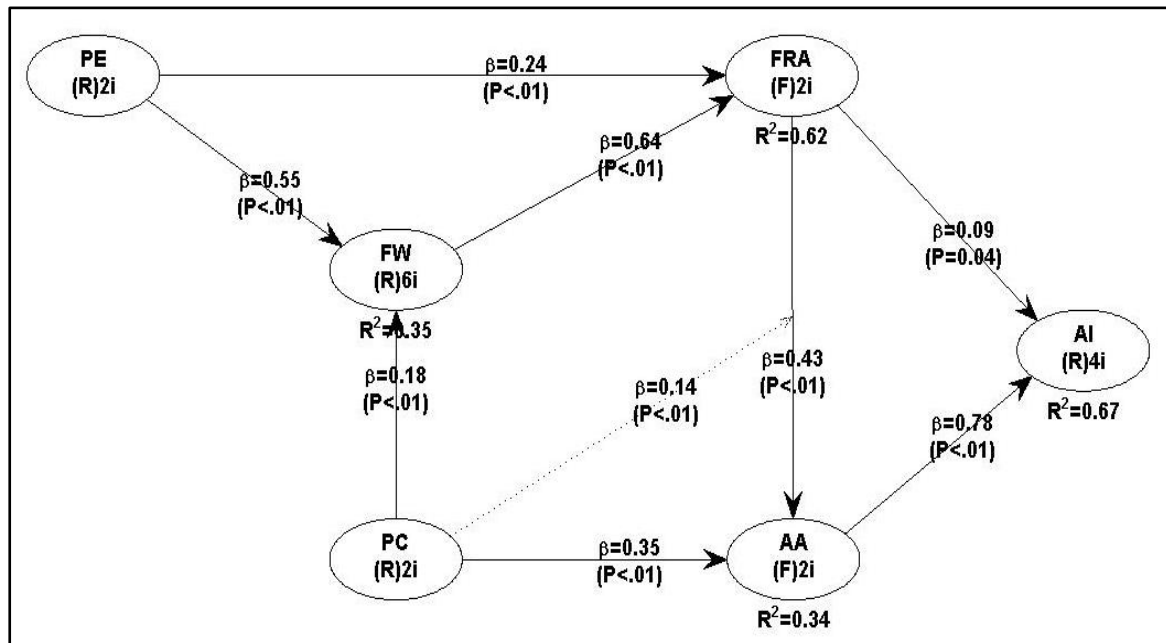 PE
(R)2i
β=0.24
(P<.01)
FRA
(F)2i
R²=0.62
β=0.64
(P<.01)
β=0.55
(P<.01)
FW
(R)6i
R²=0.35
β=0.09
(P=0.04)
AI
(R)4i
R²=0.67
β=0.18
(P<.01)
β=0.14
(P<.01)
β=0.43
(P<.01)
β=0.78
(P<.01)
PC
(R)2i
β=0.35
(P<.01)
AA
(F)2i
R²=0.34